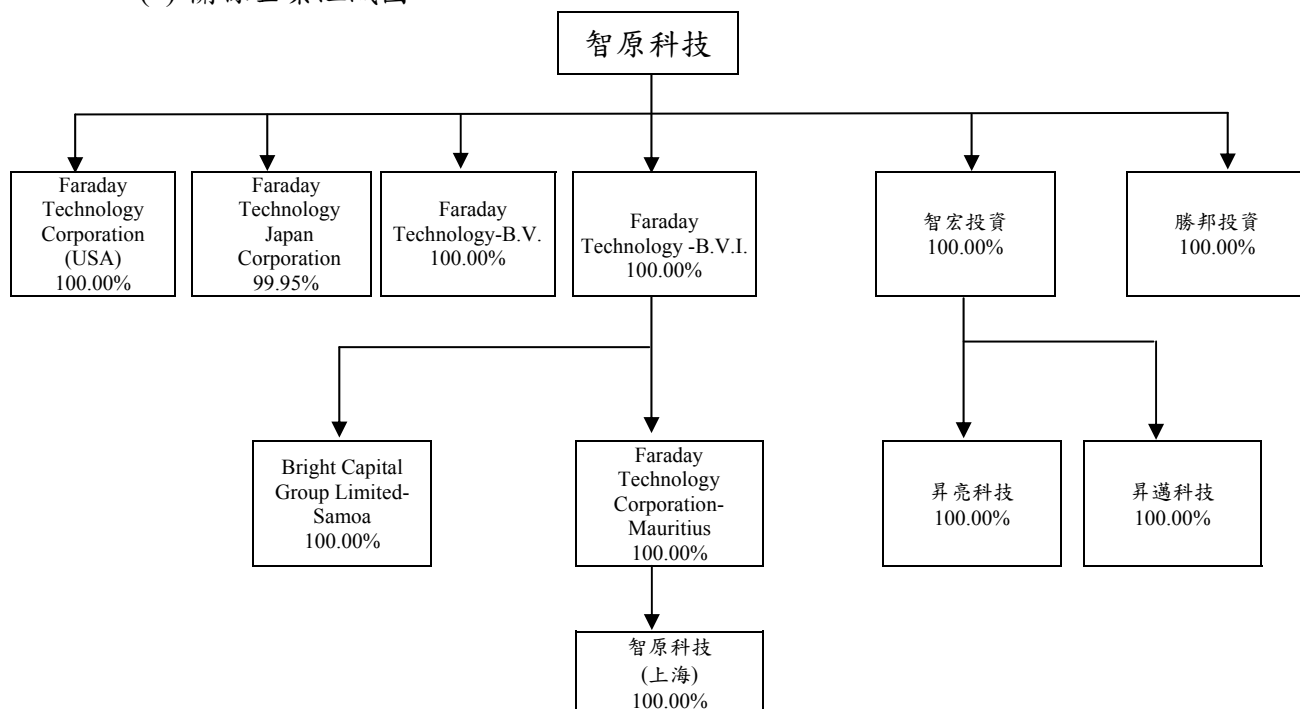 智原科技
Faraday
Technology
Corporation
(USA)
100.00%
Faraday
Technology
Japan
Corporation
99.95%
Faraday
Technology-B.V.
100.00%
Faraday
Technology -B.V.I.
100.00%
智宏投資
100.00%
勝邦投資
100.00%
Bright Capital
Group Limited-
Samoa
100.00%
Faraday
Technology
Corporation-
Mauritius
100.00%
昇亮科技
100.00%
昇邁科技
100.00%
智原科技
(上海)
100.00%